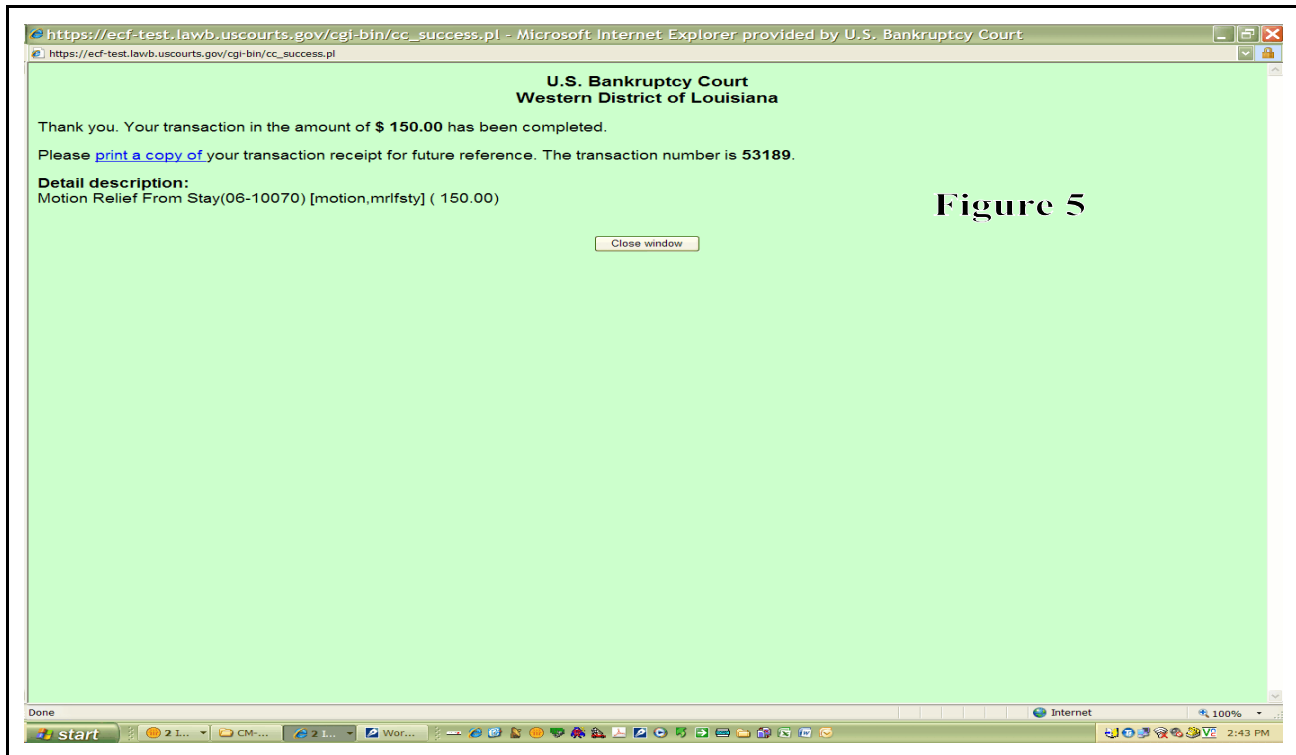 https://ecf-test.lawb.uscourts.gov/cgi-bin/cc_success.pl - Microsoft Internet Explorer provided by U.S. Bankruptcy Court
https://ecf-test.lawb.uscourts.gov/cgi-bin/cc_success.pl
U.S. Bankruptcy Court
Western District of Louisiana
Thank you. Your transaction in the amount of $ 150.00 has been completed.
Please print a copy of your transaction receipt for future reference. The transaction number is 53189.
Detail description:
Motion Relief From Stay(06-10070) [motion,mrlfsty] ( 150.00)
Figure 5
Close window
Done
Internet
100%
start
2 I...
CM-...
2 I...
Wor...
2:43 PM